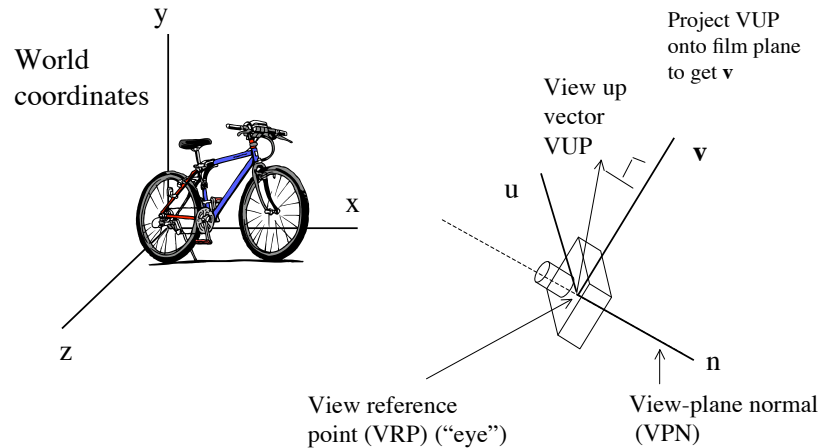 y
World
coordinates
x
z
Project VUP
onto film plane
to get v
View up
vector
VUP
v
u
n
View reference
point (VRP) (“eye”)
View-plane normal
(VPN)